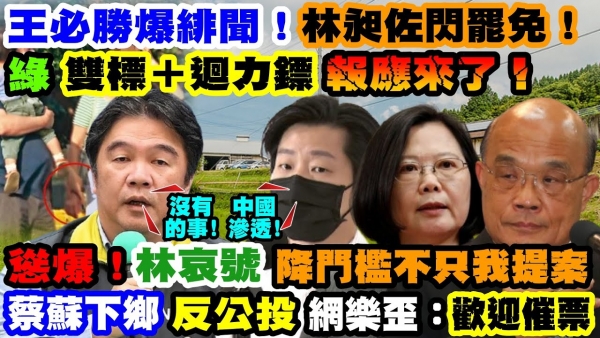 王必勝爆緋聞！林昶佐閃罷免！
綠 雙標＋迴力鏢 報應來了！
沒有的事！
中國滲透！
慫爆！林哀號 降門檻不只我提案
蔡蘇下鄉 反公投 網樂歪：歡迎催票